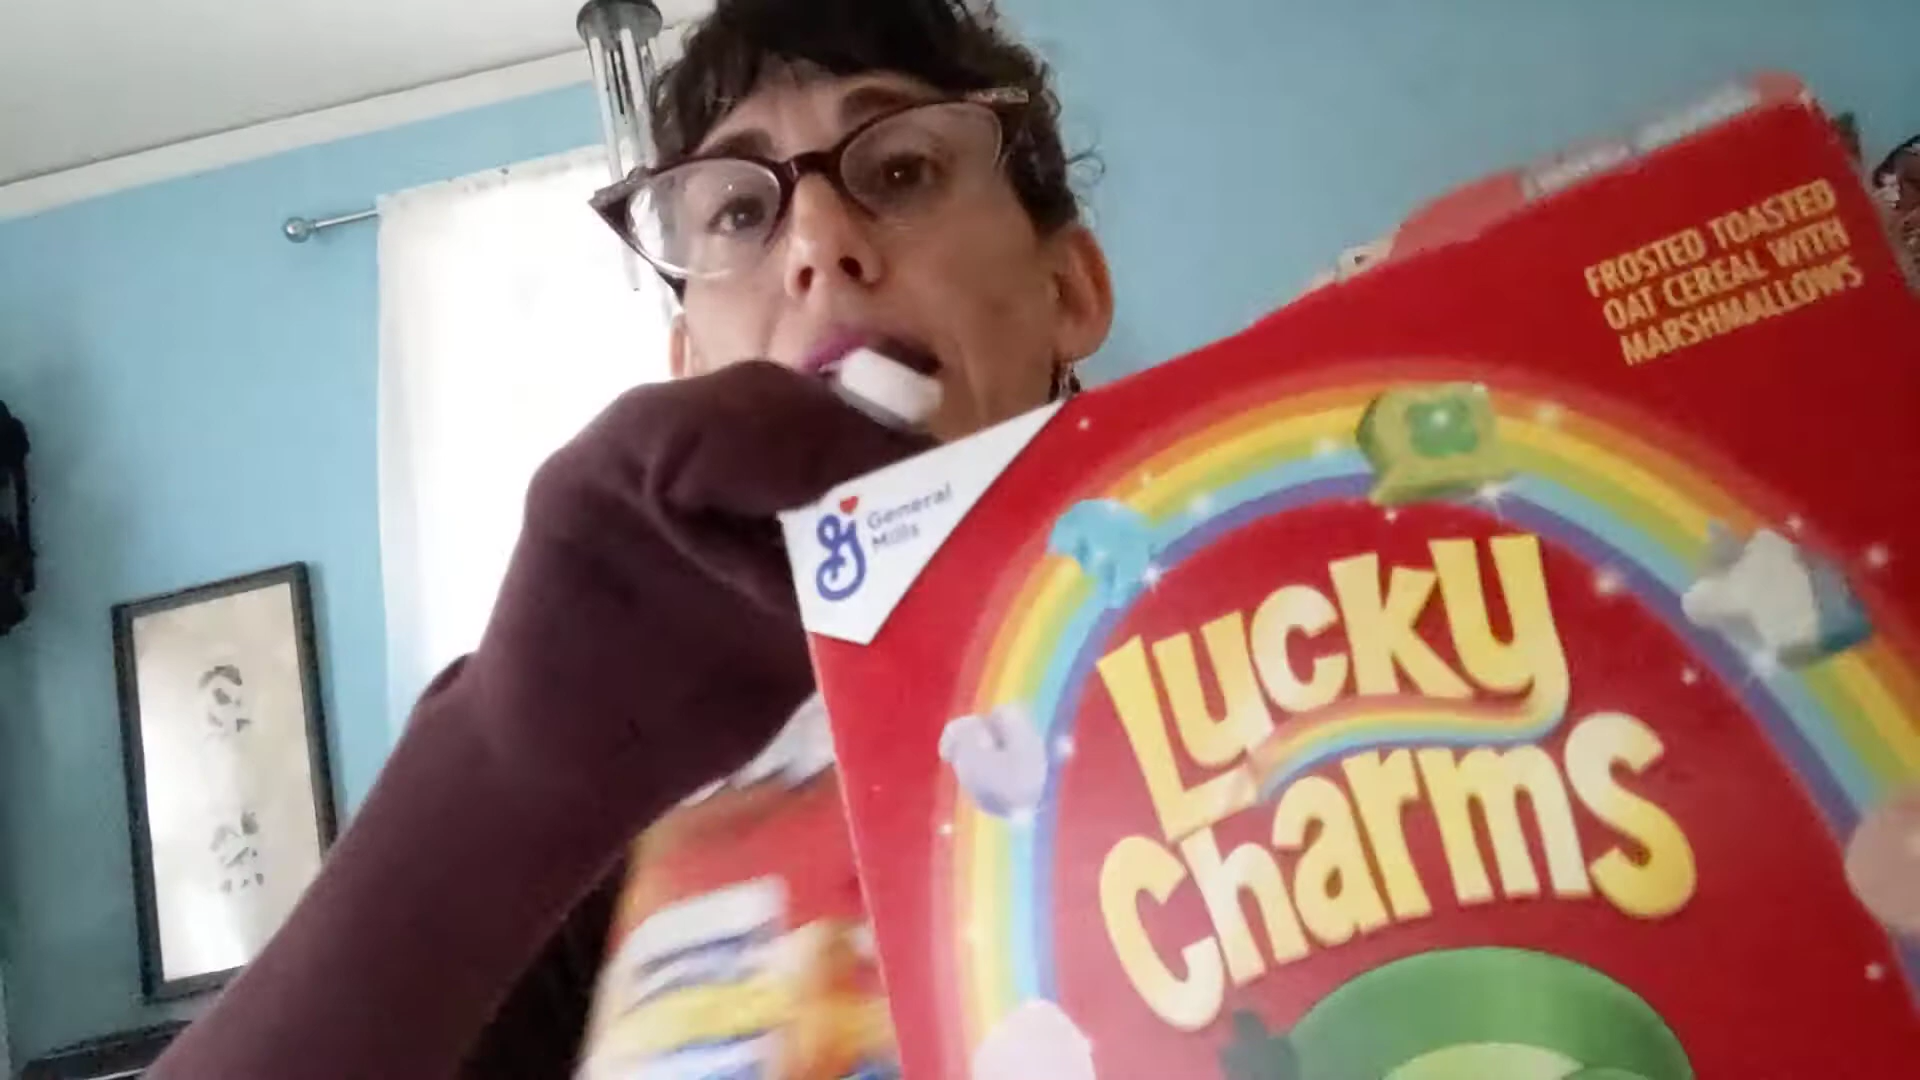 FROSTED TOASTED
OAT CEREAL WITH
MARSHMALLOWS
General
Mills
Lucky
Charms